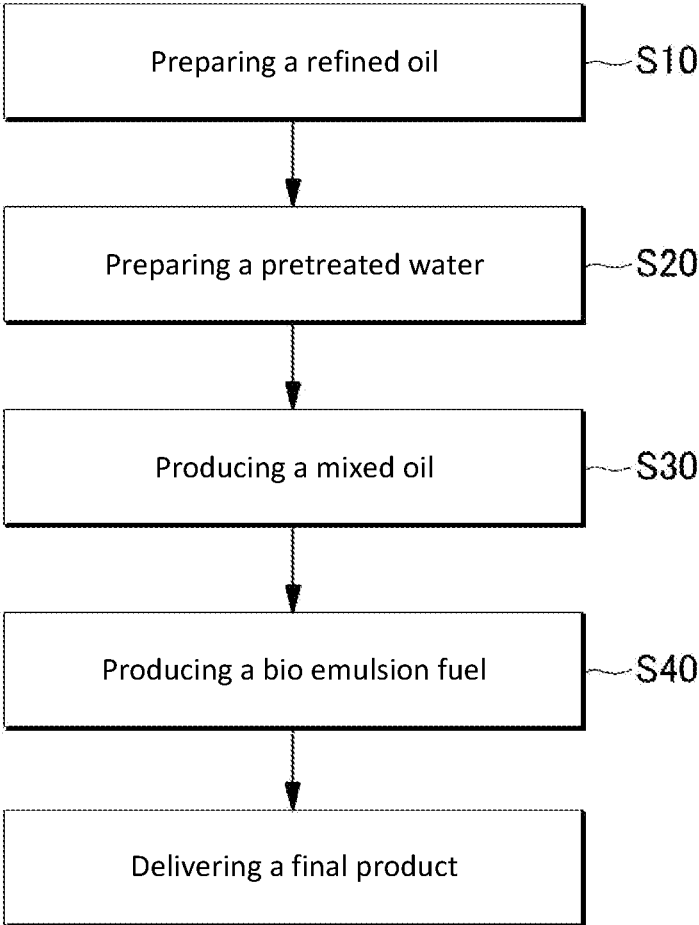 Preparing a refined oil
S10
Preparing a pretreated water
S20
Producing a mixed oil
S30
Producing a bio emulsion fuel
S40
Delivering a final product